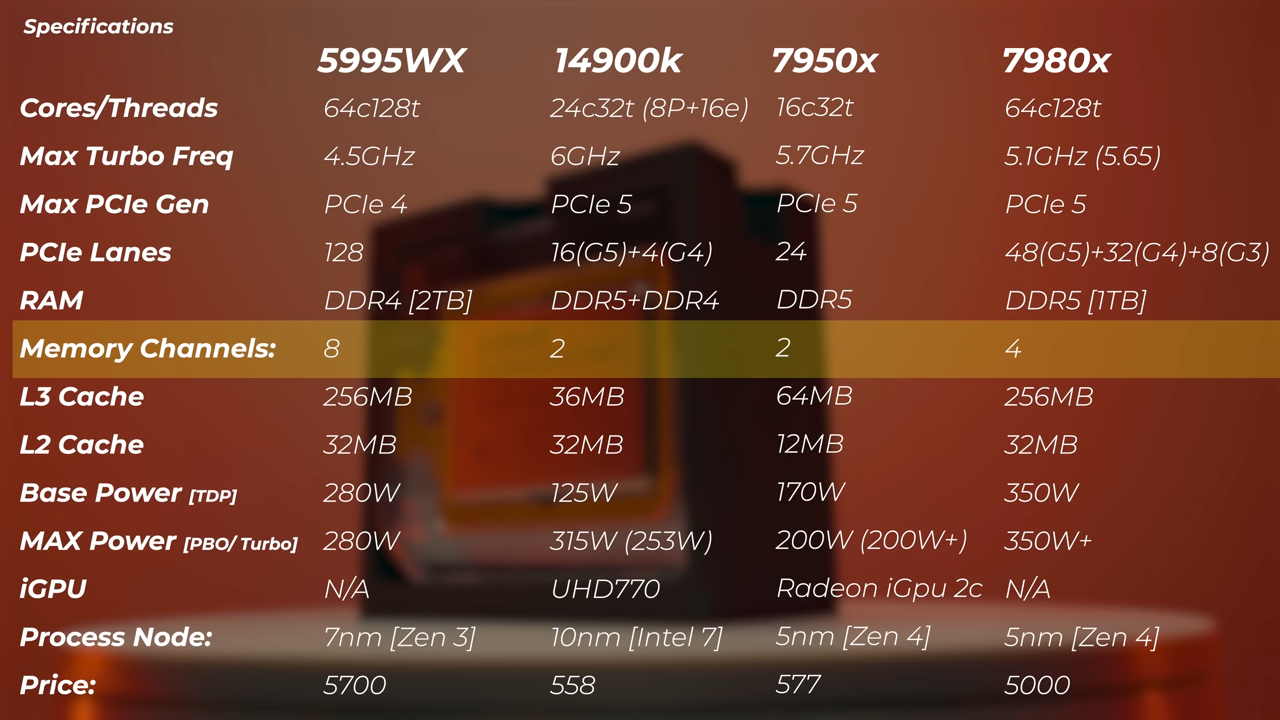 Specifications
5995WX 14900k 7950x 7980x
Cores/Threads 64c128t 24c32t (8P+16e) 16c32t 64c128t
Max Turbo Freq 4.5GHz 6GHz 5.7GHz 5.1GHz (5.65)
Max PCIe Gen PCIe 4 PCIe 5 PCIe 5 PCIe 5
PCIe Lanes 128 16(G5)+4(G4) 24 48(G5)+32(G4)+8(G3)
RAM DDR4 [2TB] DDR5+DDR4 DDR5 DDR5 [1TB]
Memory Channels: 8 2 2 4
L3 Cache 256MB 36MB 64MB 256MB
L2 Cache 32MB 32MB 12MB 32MB
Base Power [TDP] 280W 125W 170W 350W
MAX Power [PBO/ Turbo] 280W 315W (253W) 200W (200W+) 350W+
iGPU N/A UHD770 Radeon iGpu 2c N/A
Process Node: 7nm [Zen 3] 10nm [Intel 7] 5nm [Zen 4] 5nm [Zen 4]
Price: 5700 558 577 5000